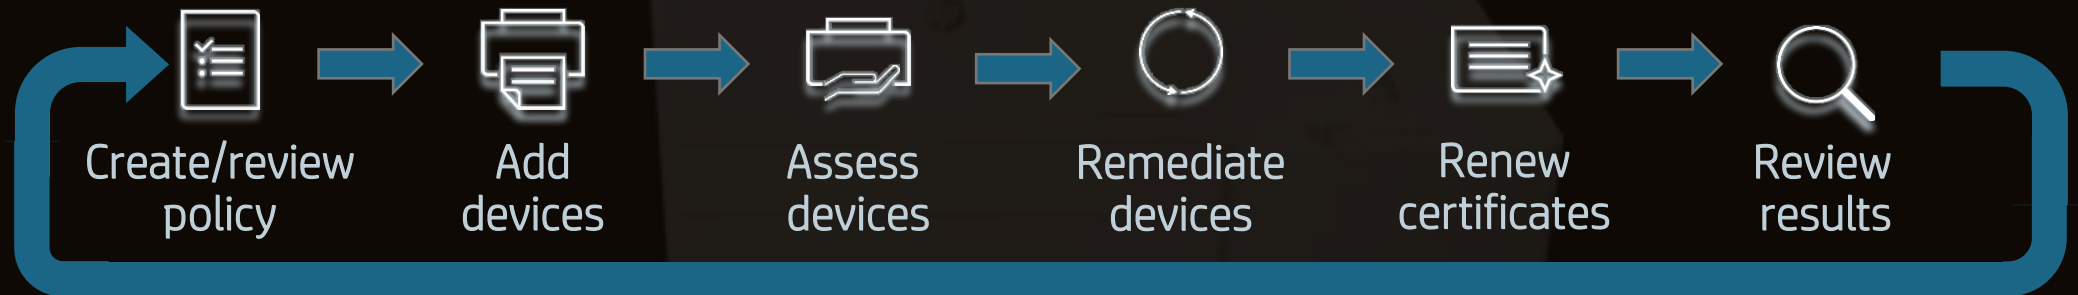 Create/review
policy
Add
devices
Assess
devices
Remediate
devices
Renew
certificates
Review
results